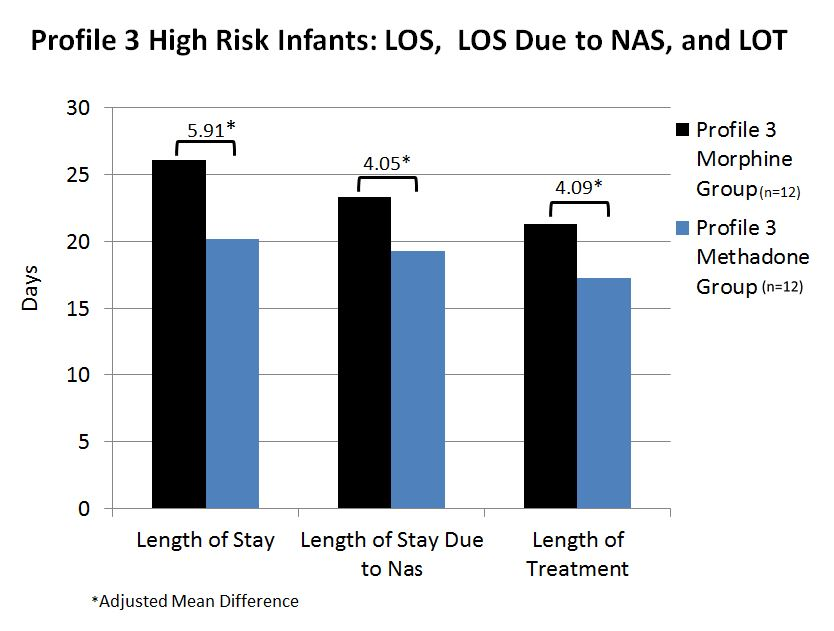 Profile 3 High Risk Infants: LOS, LOS Due to NAS, and LOT
30
25
20
15
10
5
0
Days
5.91*
4.05*
4.09*
Profile 3
Morphine
Group (n=12)
Profile 3
Methadone
Group (n=12)
Length of Stay
Length of Stay Due
to Nas
Length of
Treatment
*Adjusted Mean Difference